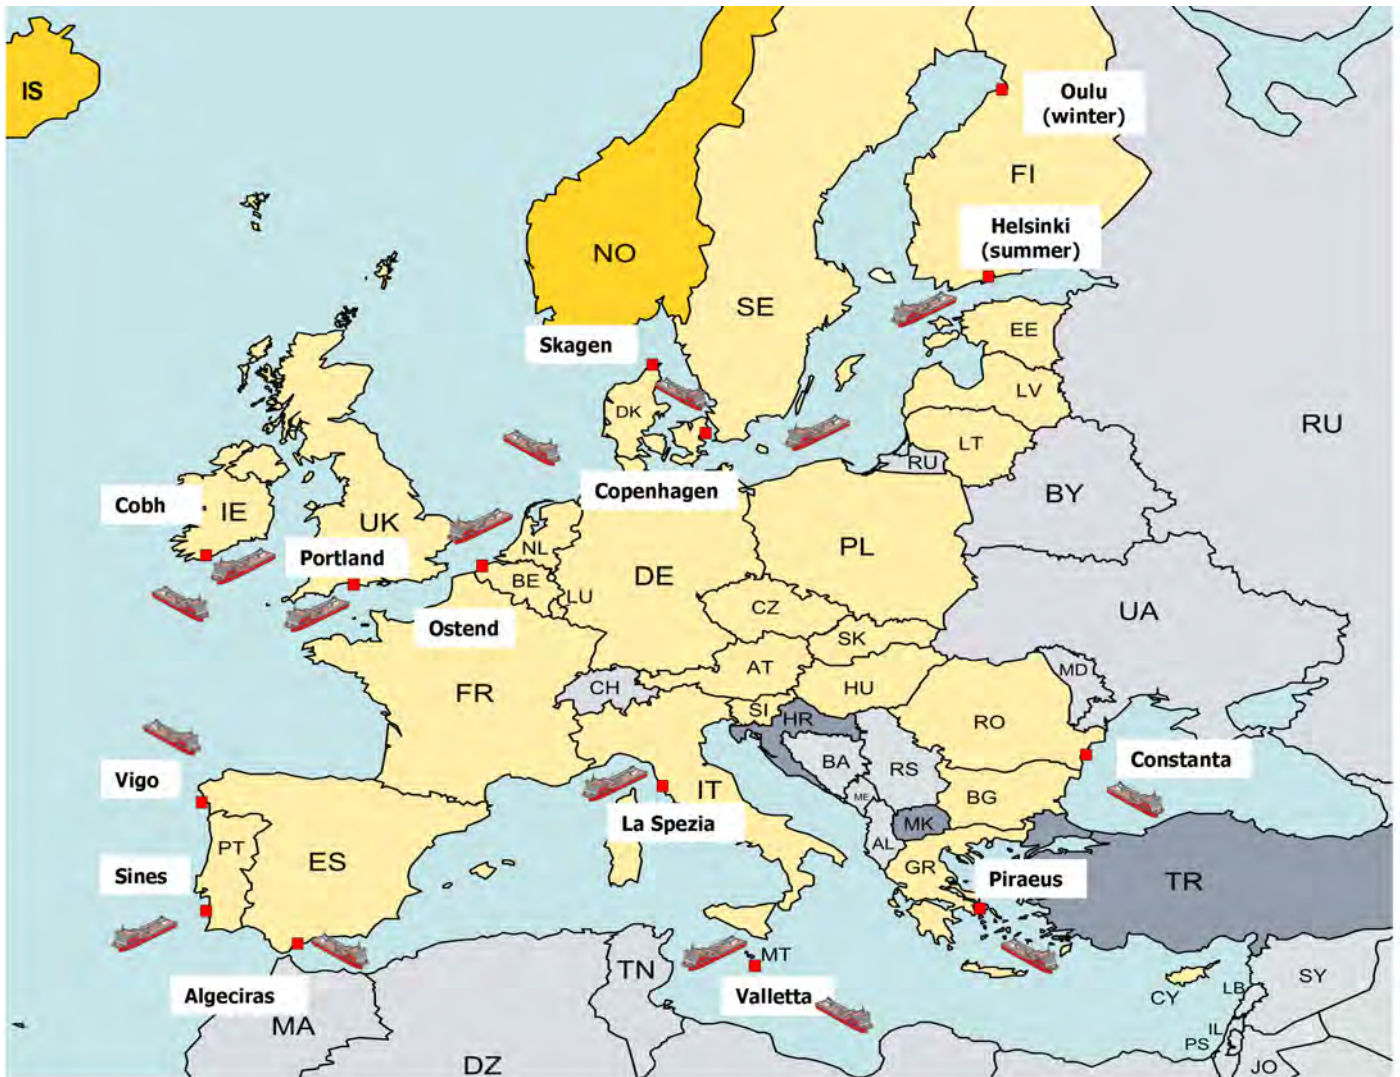 IS
Oulu
(winter)
FI
NO
Helsinki
(summer)
SE
EE
Skagen
LV
DK
RU
LT
RU
BY
Copenhagen
Cobh
IE
UK
Portland
NL
PL
BE
DE
LU
CZ
UA
Ostend
SK
AT
MD
CH
FR
HU
SI
HR
RO
BA
RS
Constanta
Vigo
IT
ME
BG
La Spezia
MK
AL
PT
ES
GR
Sines
Piraeus
TR
MT
TN
SY
Algeciras
Valletta
CY
LB
MA
IL
PS
DZ
JO